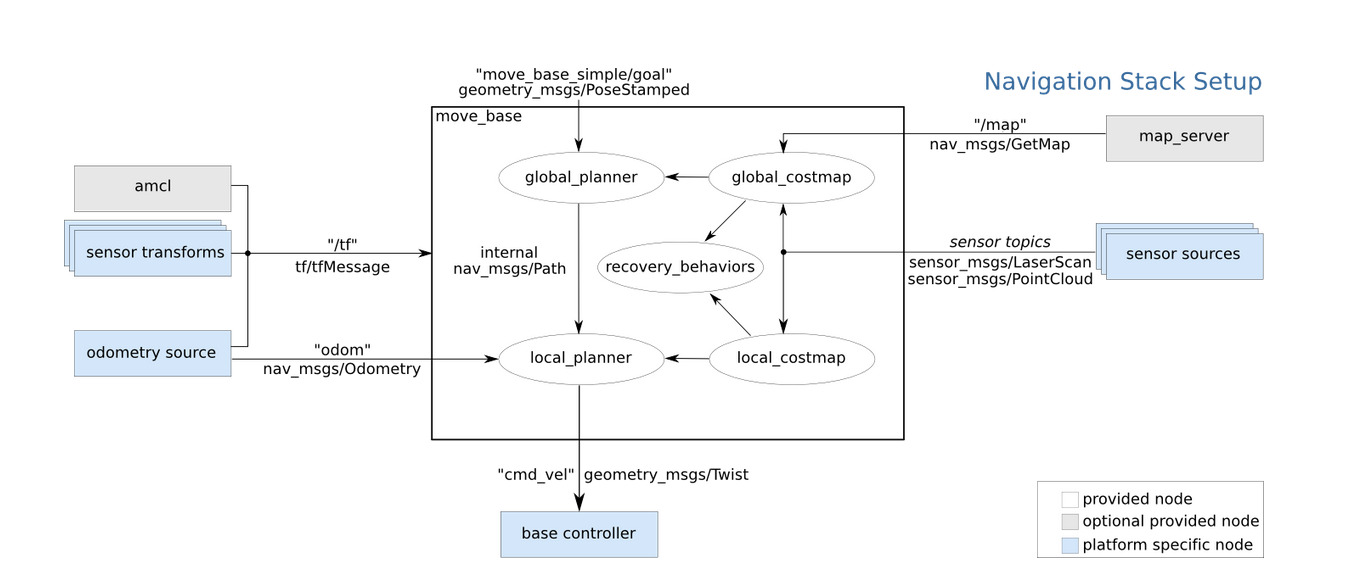 Navigation Stack Setup
"move_base_simple/goal"
geometry_msgs/PoseStamped
move_base
"/map"
nav_msgs/GetMap
map_server
amcl
global_planner
global_costmap
sensor transforms
"/tf"
tf/tfMessage
internal
nav_msgs/Path
recovery_behaviors
sensor topics
sensor_msgs/LaserScan
sensor_msgs/PointCloud
sensor sources
odometry source
"odom"
nav_msgs/Odometry
local_planner
local_costmap
"cmd_vel" geometry_msgs/Twist
base controller
provided node
optional provided node
platform specific node